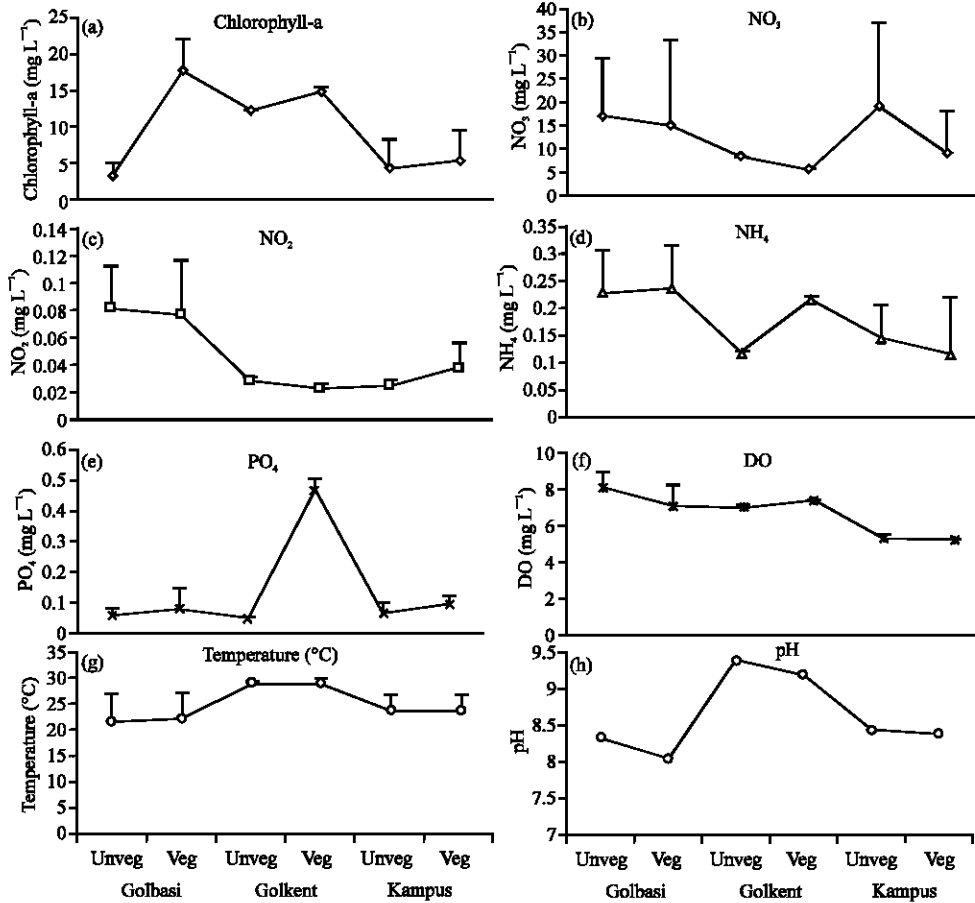 (a) Chlorophyll-a
Chlorophyll-a (mg L⁻¹)
25
20
15
10
5
0
(b) NO₃
NO₃ (mg L⁻¹)
40
35
30
25
20
15
10
5
0
(c) NO₂
NO₂ (mg L⁻¹)
0.14
0.12
0.1
0.08
0.06
0.04
0.02
0
(d) NH₄
NH₄ (mg L⁻¹)
0.35
0.3
0.25
0.2
0.15
0.1
0.05
0
(e) PO₄
PO₄ (mg L⁻¹)
0.6
0.5
0.4
0.3
0.2
0.1
0
(f) DO
DO (mg L⁻¹)
10
8
6
4
2
0
(g) Temperature (°C)
Temperature (°C)
35
30
25
20
15
10
5
0
Unveg Veg Unveg Veg Unveg Veg
Golbasi Golkent Kampus
(h) pH
pH
9.5
9
8.5
8
7.5
7
Unveg Veg Unveg Veg Unveg Veg
Golbasi Golkent Kampus